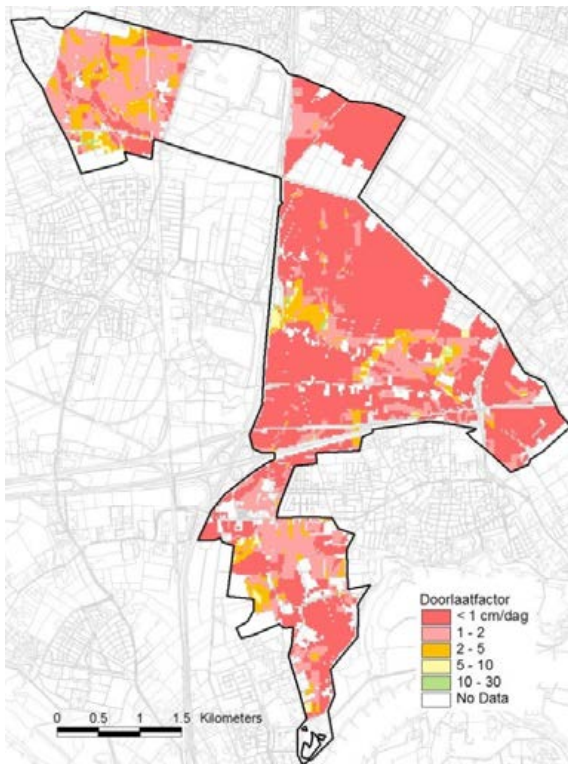 Doorlaatfactor
< 1 cm/dag
1 - 2
2 - 5
5 - 10
10 - 30
No Data
0 0.5 1 1.5 Kilometers